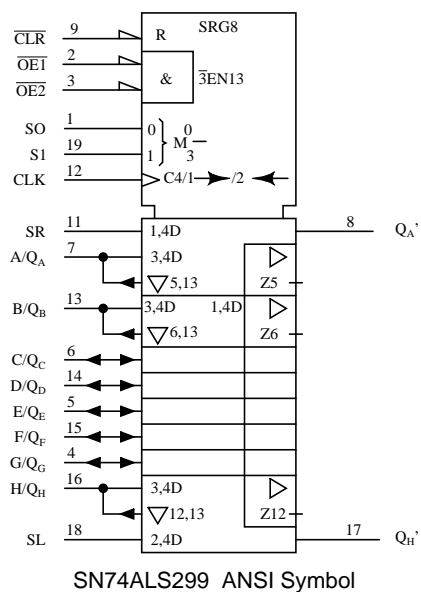 SRG8
CLR 9 R
OE1 2
& 3EN13
OE2 3
SO 1 0 M 0
S1 19 1 3
CLK 12 C4/1 /2
SR 11 1,4D 8 QA’
A/QA 7 3,4D
5,13 Z5
B/QB 13 3,4D 1,4D
6,13 Z6
C/QC 6
D/QD 14
E/QE 5
F/QF 15
G/QG 4
H/QH 16 3,4D
12,13 Z12
SL 18 2,4D 17 QH’
SN74ALS299 ANSI Symbol